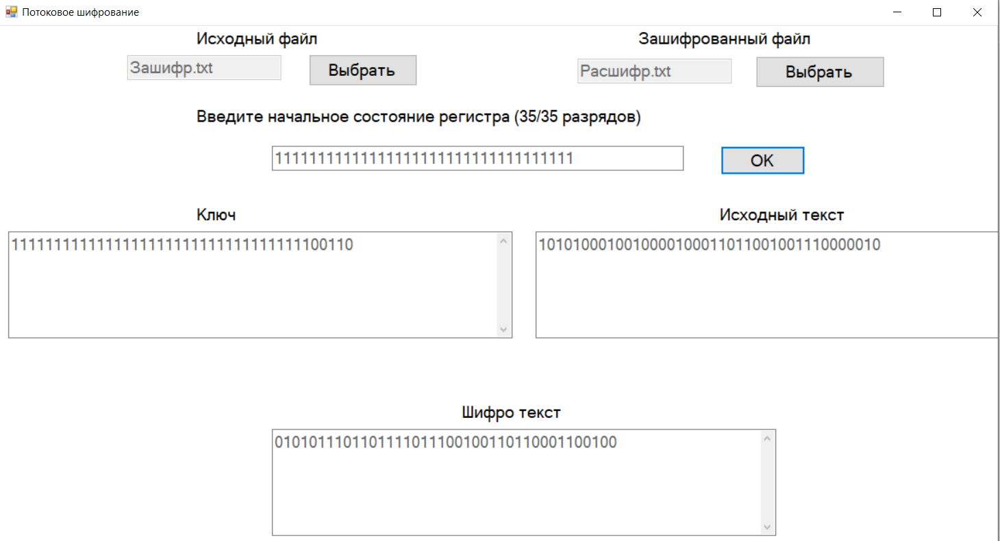 Потоковое шифрование
Исходный файл
Зашифрованный файл
Зашифр.txt
Выбрать
Расшифр.txt
Выбрать
Введите начальное состояние регистра (35/35 разрядов)
11111111111111111111111111111111111
OK
Ключ
Исходный текст
1111111111111111111111111111111111100110
1010100010010000100011011001001110000010
Шифро текст
0101011101101111011100100110110001100100